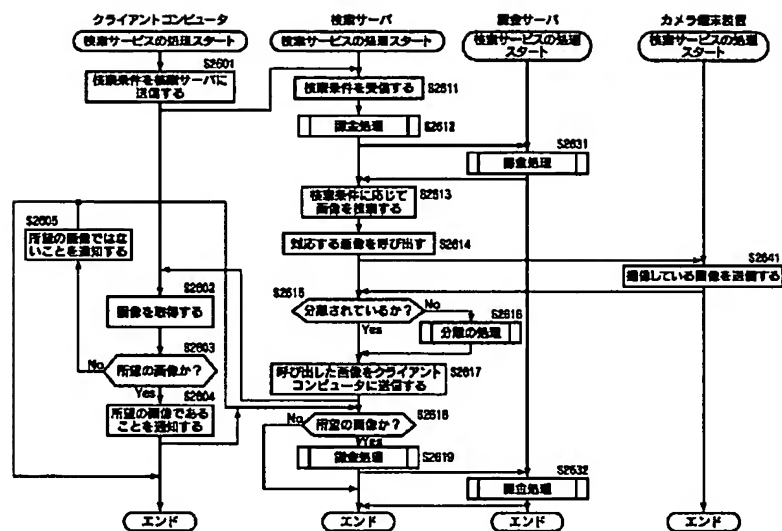 クライアントコンピュータ
検索サーバ
課金サーバ
カメラ端末装置
検索サービスの処理スタート
検索サービスの処理スタート
検索サービスの処理
スタート
検索サービスの処理
スタート
S2601
検索条件を検索サーバに
送信する
検索条件を受信する
S2611
課金処理
S2612
S2631
課金処理
検索条件に応じて
画像を検索する
S2613
S2605
所望の画像ではな
いことを通知する
対応する画像を呼び出す
S2614
S2641
撮像している画像を送信する
S2602
画像を取得する
S2615
分離されているか？
No
Yes
S2616
分離の処理
S2603
所望の画像か？
No
Yes
呼び出した画像をクライアント
コンピュータに送信する
S2617
S2604
所望の画像である
ことを通知する
S2618
所望の画像か？
No
Yes
課金処理
S2619
S2632
課金処理
エンド
エンド
エンド
エンド